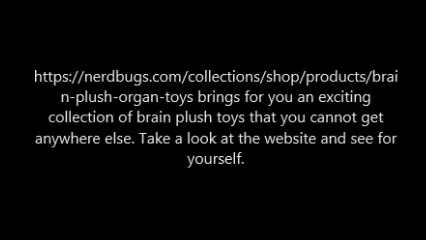 https://nerdbugs.com/collections/shop/products/brai
n-plush-organ-toys brings for you an exciting
collection of brain plush toys that you cannot get
anywhere else. Take a look at the website and see for
yourself.